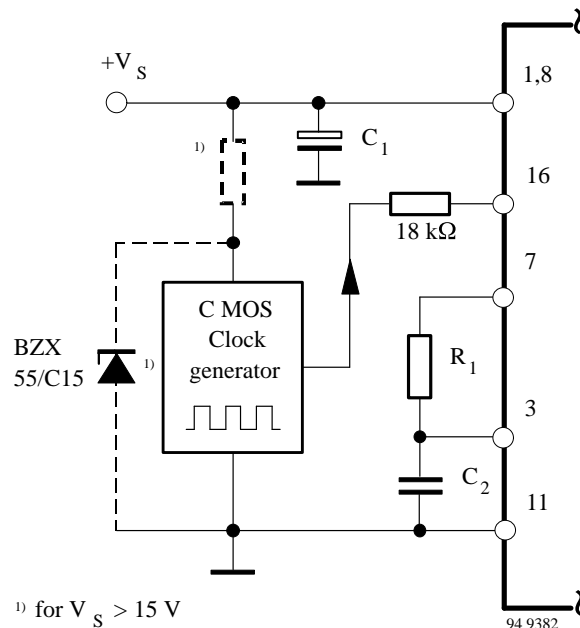 +V S
1,8
C 1
1)
16
18 kΩ
7
C MOS
Clock
generator
BZX
55/C15
1)
R 1
3
C 2
11
1) for V S > 15 V
94 9382